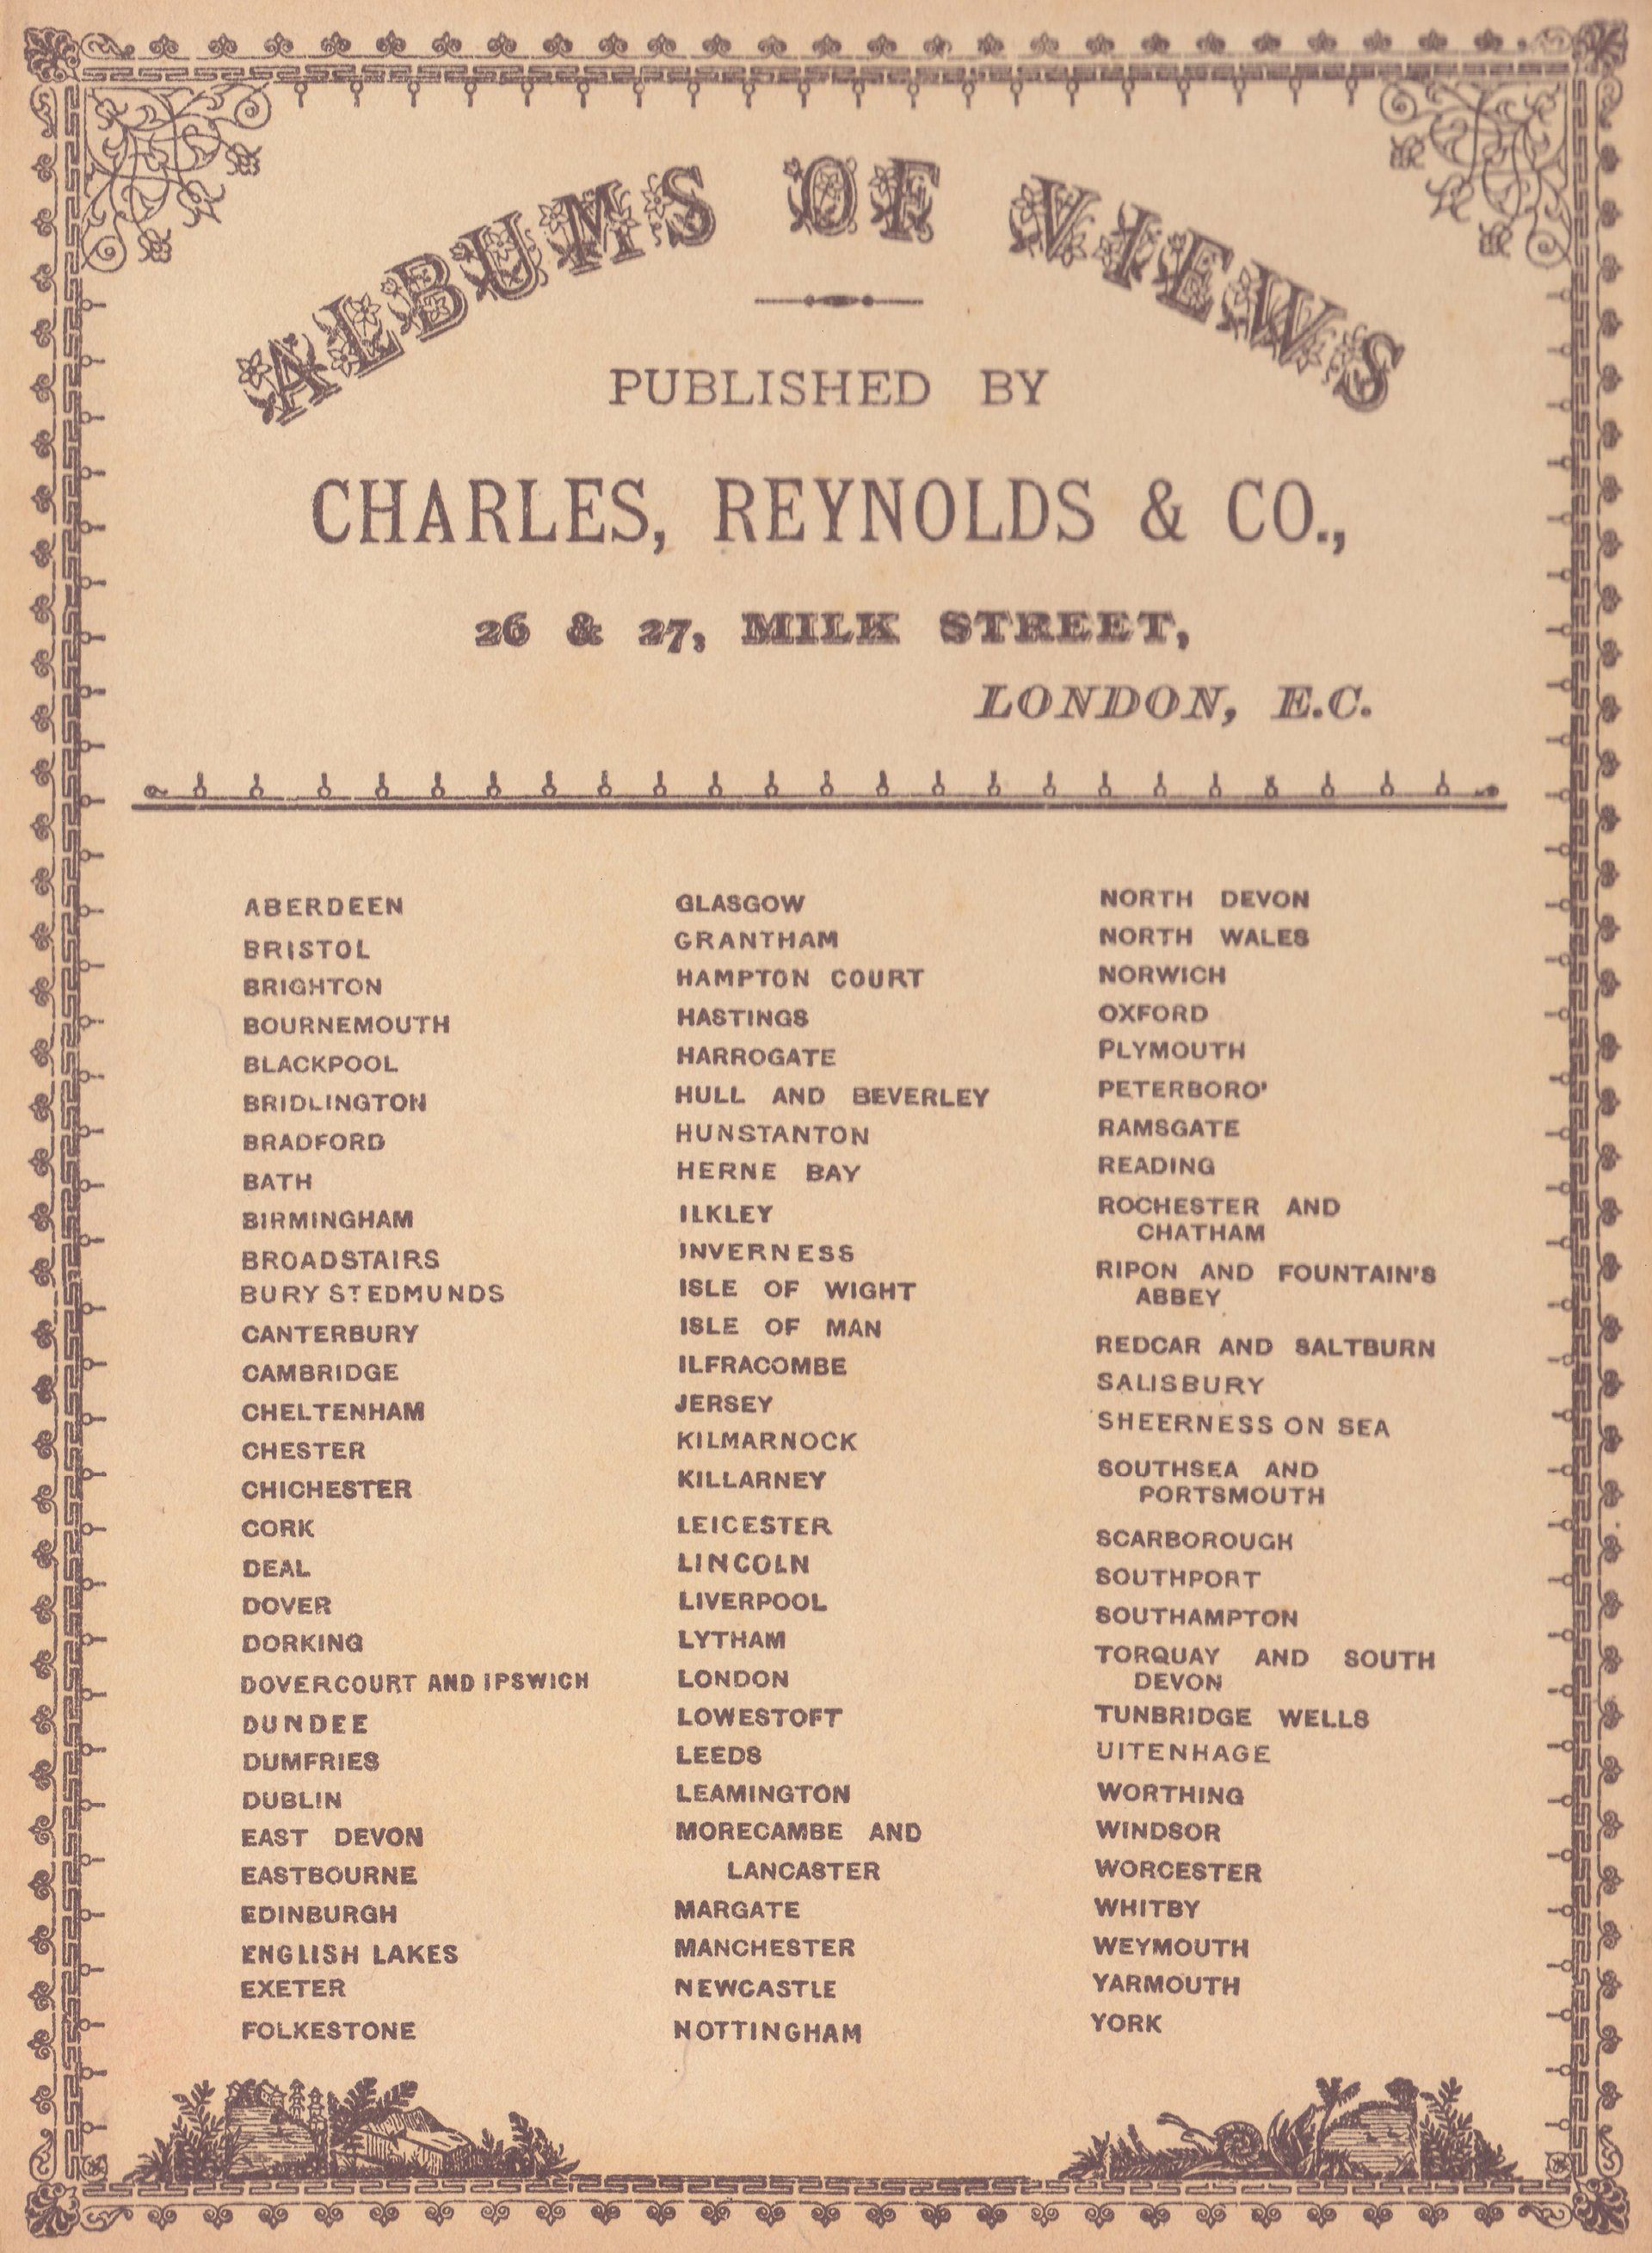 ALBUMS OF VIEWS
PUBLISHED BY
CHARLES, REYNOLDS & CO.,
26 & 27, MILK STREET,
LONDON, E.C.
ABERDEEN
BRISTOL
BRIGHTON
BOURNEMOUTH
BLACKPOOL
BRIDLINGTON
BRADFORD
BATH
BIRMINGHAM
BROADSTAIRS
BURY ST EDMUNDS
CANTERBURY
CAMBRIDGE
CHELTENHAM
CHESTER
CHICHESTER
CORK
DEAL
DOVER
DORKING
DOVERCOURT AND IPSWICH
DUNDEE
DUMFRIES
DUBLIN
EAST DEVON
EASTBOURNE
EDINBURGH
ENGLISH LAKES
EXETER
FOLKESTONE
GLASGOW
GRANTHAM
HAMPTON COURT
HASTINGS
HARROGATE
HULL AND BEVERLEY
HUNSTANTON
HERNE BAY
ILKLEY
INVERNESS
ISLE OF WIGHT
ISLE OF MAN
ILFRACOMBE
JERSEY
KILMARNOCK
KILLARNEY
LEICESTER
LINCOLN
LIVERPOOL
LYTHAM
LONDON
LOWESTOFT
LEEDS
LEAMINGTON
MORECAMBE AND
LANCASTER
MARGATE
MANCHESTER
NEWCASTLE
NOTTINGHAM
NORTH DEVON
NORTH WALES
NORWICH
OXFORD
PLYMOUTH
PETERBORO'
RAMSGATE
READING
ROCHESTER AND
CHATHAM
RIPON AND FOUNTAIN'S
ABBEY
REDCAR AND SALTBURN
SALISBURY
SHEERNESS ON SEA
SOUTHSEA AND
PORTSMOUTH
SCARBOROUGH
SOUTHPORT
SOUTHAMPTON
TORQUAY AND SOUTH
DEVON
TUNBRIDGE WELLS
UITENHAGE
WORTHING
WINDSOR
WORCESTER
WHITBY
WEYMOUTH
YARMOUTH
YORK